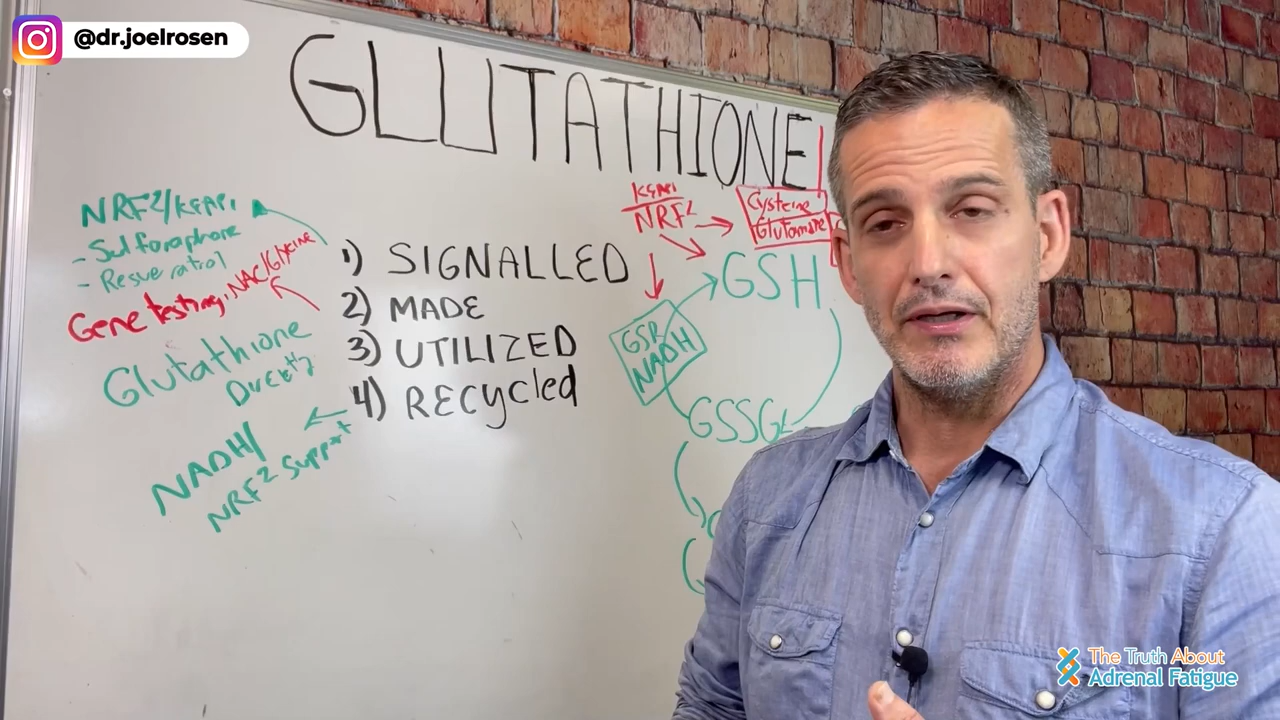 @dr.joelrosen
GLUTATHIONE
NRF2/KEAP1
- Sulforaphane
- Resveratrol
Gene testing, NAC/Glycine
Glutathione
Directly
NADH/
NRF2 Support
1) SIGNALLED
2) MADE
3) UTILIZED
4) RECYclEd
KEAP1
NRF2
Cysteine
Glutamate
GSH
GSR
NADH
GSSG
The Truth About
Adrenal Fatigue